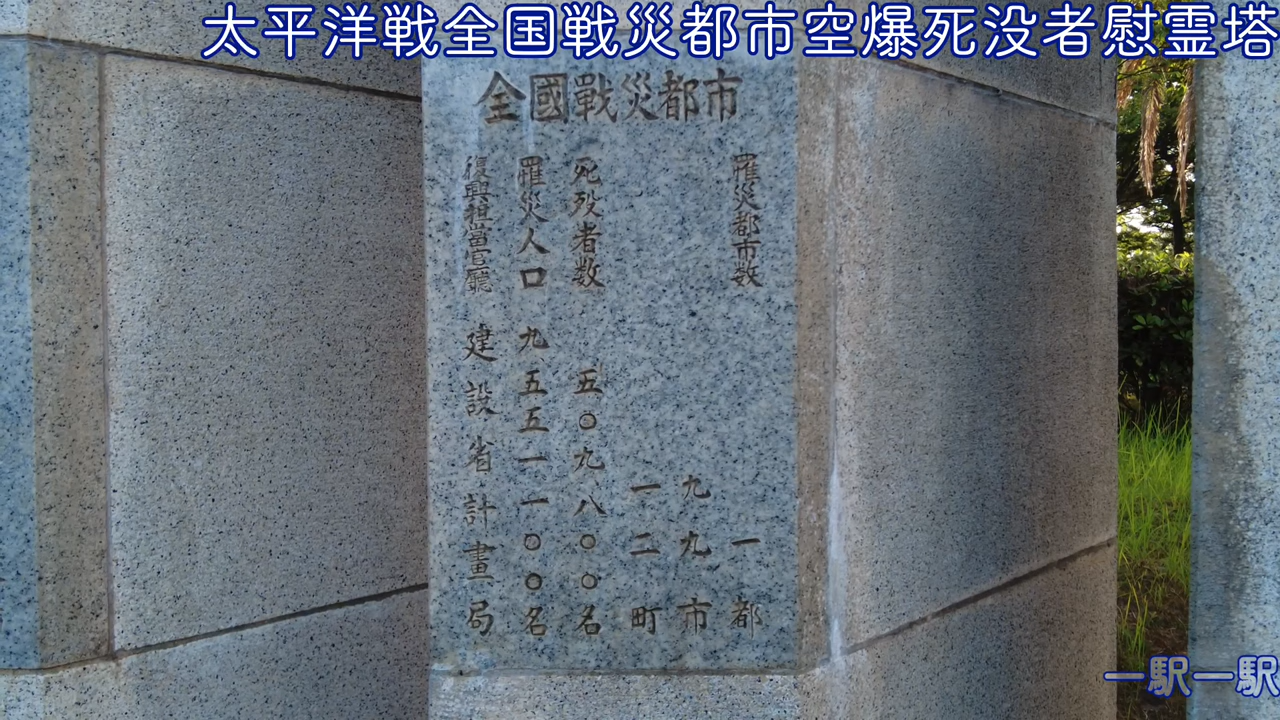 太平洋戦全国戦災都市空爆死没者慰霊塔
全國戰災都市
罹災都市数 一都
九九市
一二町
死歿者数 五〇九八〇〇名
罹災人口 九五五一一〇〇名
復興担當官廳 建設省計畫局
一駅一駅